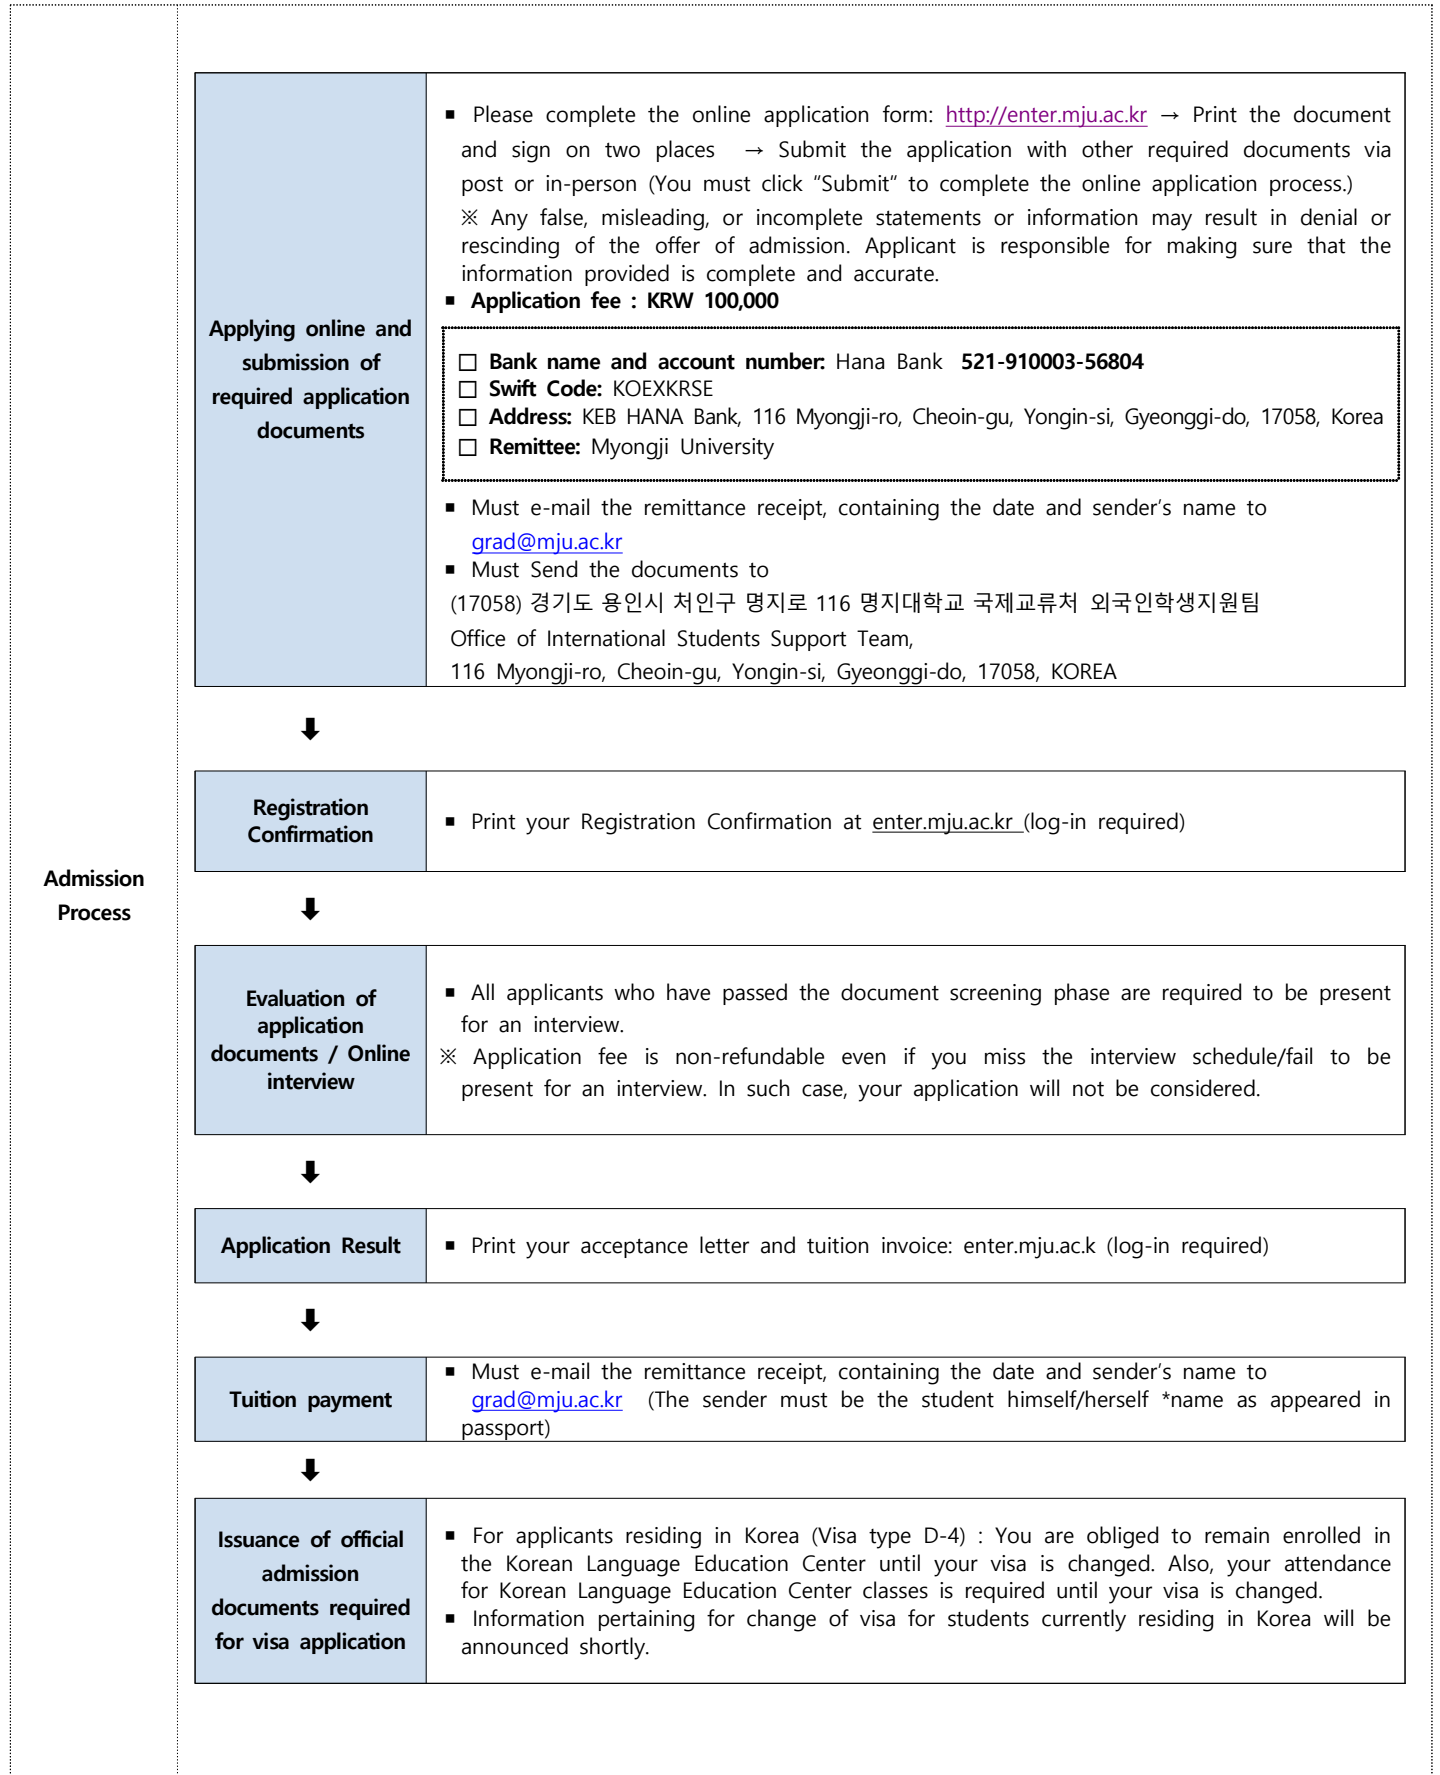 Admission
Process
Applying online and
submission of
required application
documents
■ Please complete the online application form: http://enter.mju.ac.kr → Print the document
and sign on two places → Submit the application with other required documents via
post or in-person (You must click “Submit“ to complete the online application process.)
※ Any false, misleading, or incomplete statements or information may result in denial or
rescinding of the offer of admission. Applicant is responsible for making sure that the
information provided is complete and accurate.
■ Application fee : KRW 100,000
□ Bank name and account number: Hana Bank 521-910003-56804
□ Swift Code: KOEXKRSE
□ Address: KEB HANA Bank, 116 Myongji-ro, Cheoin-gu, Yongin-si, Gyeonggi-do, 17058, Korea
□ Remittee: Myongji University
■ Must e-mail the remittance receipt, containing the date and sender’s name to
grad@mju.ac.kr
■ Must Send the documents to
(17058) 경기도 용인시 처인구 명지로 116 명지대학교 국제교류처 외국인학생지원팀
Office of International Students Support Team,
116 Myongji-ro, Cheoin-gu, Yongin-si, Gyeonggi-do, 17058, KOREA
⬇
Registration
Confirmation
■ Print your Registration Confirmation at enter.mju.ac.kr (log-in required)
⬇
Evaluation of
application
documents / Online
interview
■ All applicants who have passed the document screening phase are required to be present
for an interview.
※ Application fee is non-refundable even if you miss the interview schedule/fail to be
present for an interview. In such case, your application will not be considered.
⬇
Application Result
■ Print your acceptance letter and tuition invoice: enter.mju.ac.k (log-in required)
⬇
Tuition payment
■ Must e-mail the remittance receipt, containing the date and sender’s name to
grad@mju.ac.kr (The sender must be the student himself/herself *name as appeared in
passport)
⬇
Issuance of official
admission
documents required
for visa application
■ For applicants residing in Korea (Visa type D-4) : You are obliged to remain enrolled in
the Korean Language Education Center until your visa is changed. Also, your attendance
for Korean Language Education Center classes is required until your visa is changed.
■ Information pertaining for change of visa for students currently residing in Korea will be
announced shortly.